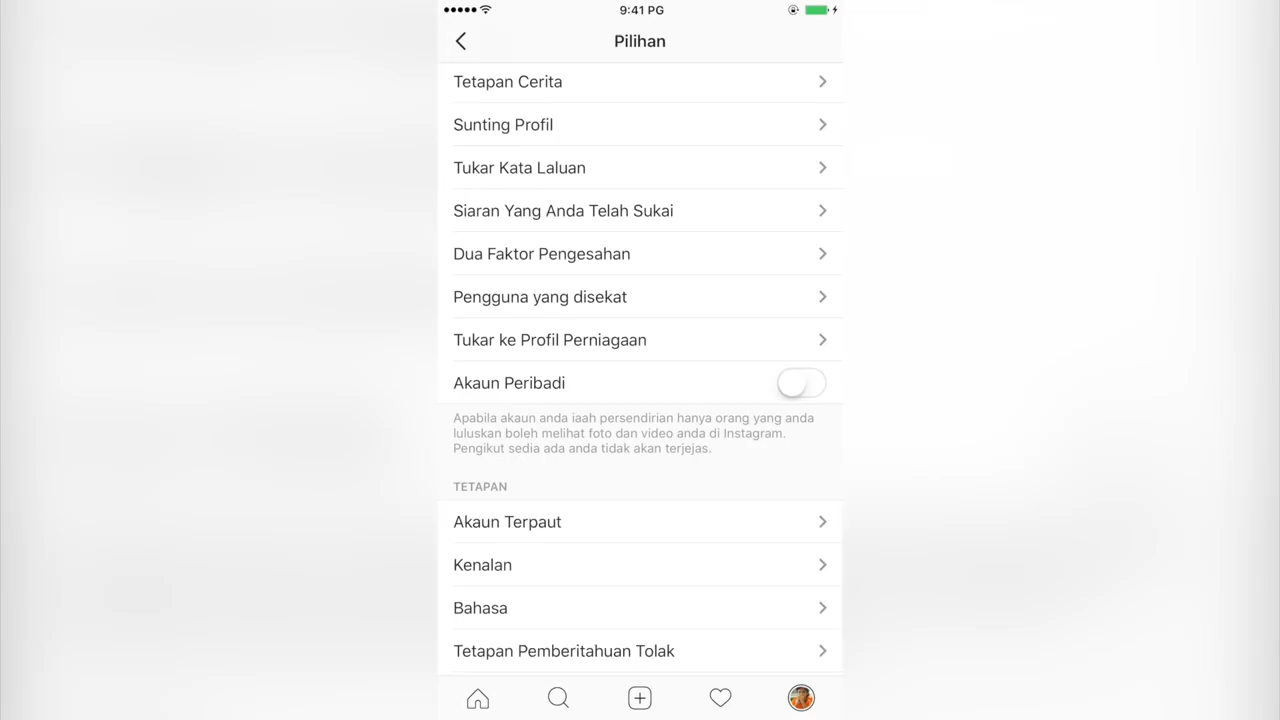 9:41 PG
Pilihan
Tetapan Cerita
Sunting Profil
Tukar Kata Laluan
Siaran Yang Anda Telah Sukai
Dua Faktor Pengesahan
Pengguna yang disekat
Tukar ke Profil Perniagaan
Akaun Peribadi
Apabila akaun anda iaah persendirian hanya orang yang anda
luluskan boleh melihat foto dan video anda di Instagram.
Pengikut sedia ada anda tidak akan terjejas.
TETAPAN
Akaun Terpaut
Kenalan
Bahasa
Tetapan Pemberitahuan Tolak